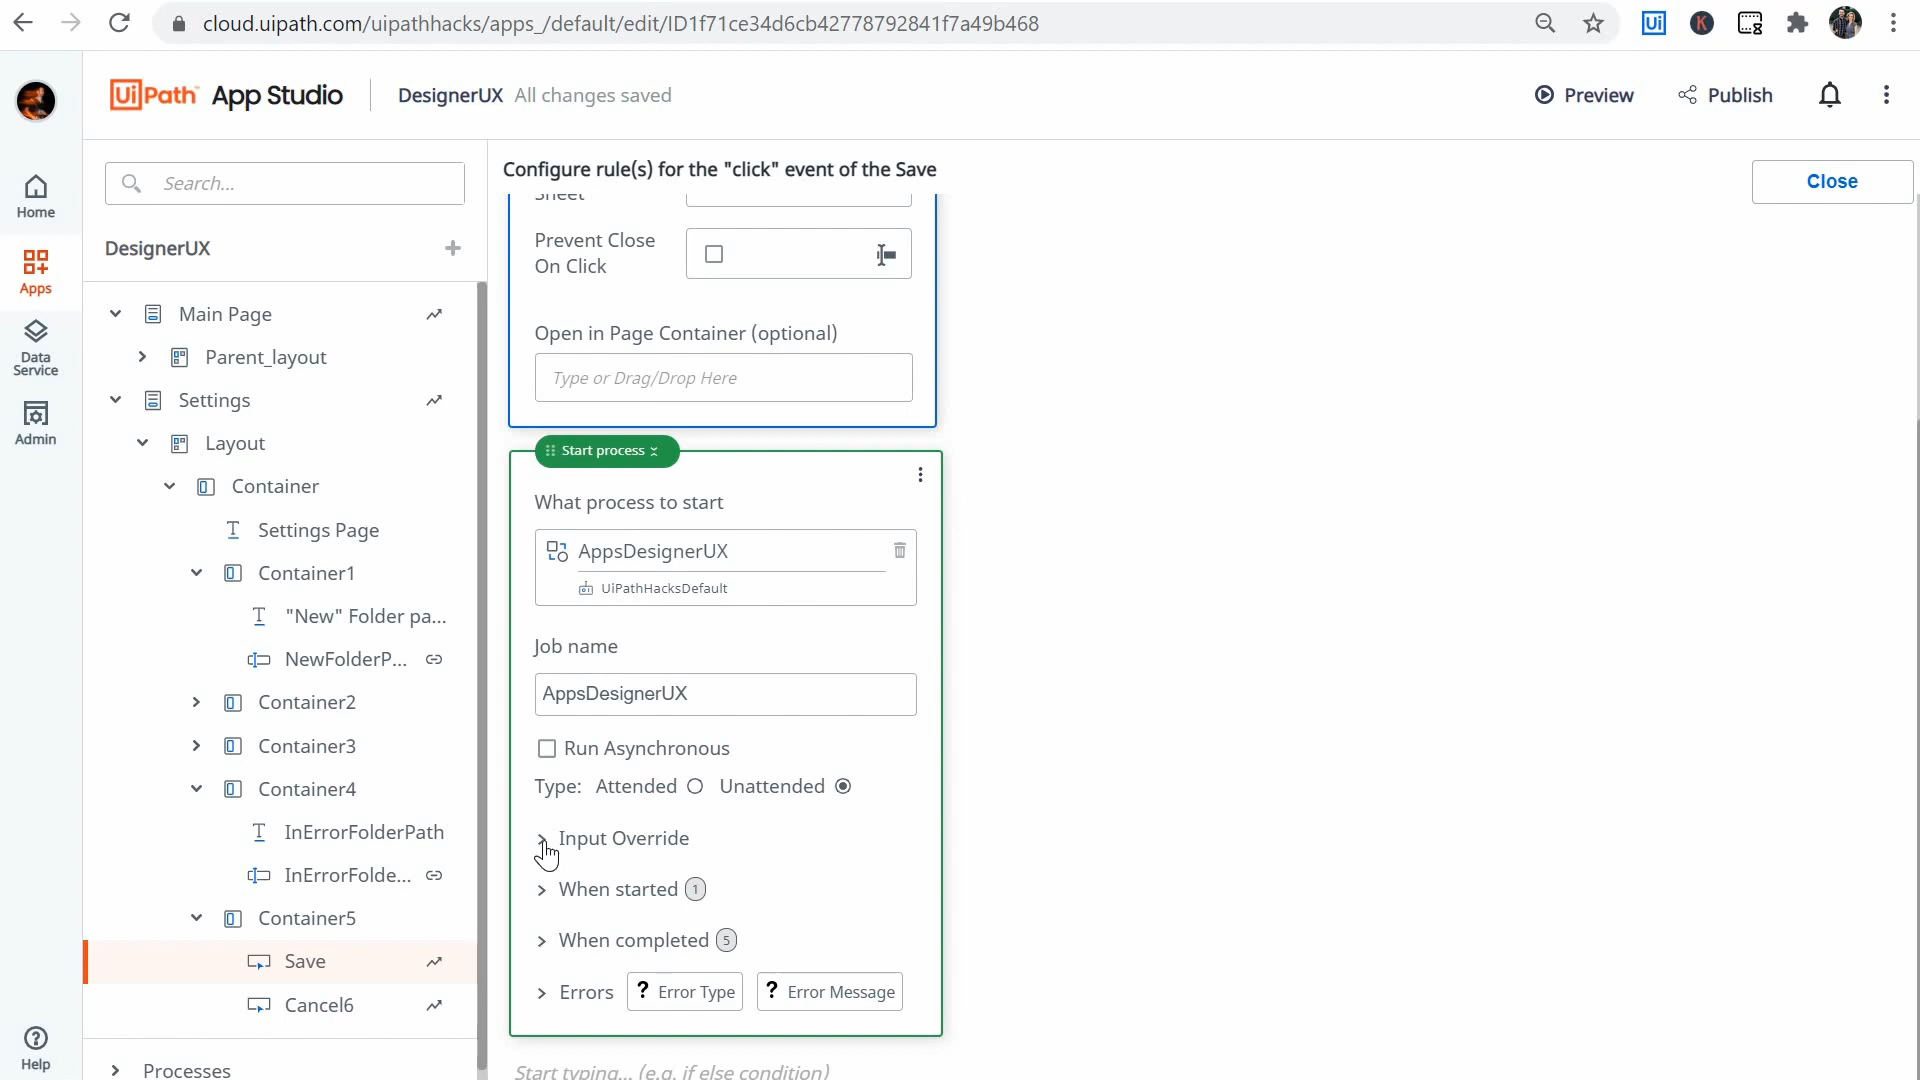 cloud.uipath.com/uipathhacks/apps_/default/edit/ID1f71ce34d6cb42778792841f7a49b468
Ui
K
UiPath App Studio
DesignerUX All changes saved
Preview
Publish
Home
Apps
Data
Service
Admin
Help
Search...
DesignerUX
Main Page
Parent_layout
Settings
Layout
Container
Settings Page
Container1
"New" Folder pa...
NewFolderP...
Container2
Container3
Container4
InErrorFolderPath
InErrorFolde...
Container5
Save
Cancel6
Processes
Configure rule(s) for the "click" event of the Save
Close
Sheet
Prevent Close
On Click
Open in Page Container (optional)
Type or Drag/Drop Here
Start process
What process to start
AppsDesignerUX
UiPathHacksDefault
Job name
AppsDesignerUX
Run Asynchronous
Type: Attended Unattended
Input Override
When started 1
When completed 5
Errors ? Error Type ? Error Message
Start typing... (e.g. if else condition)